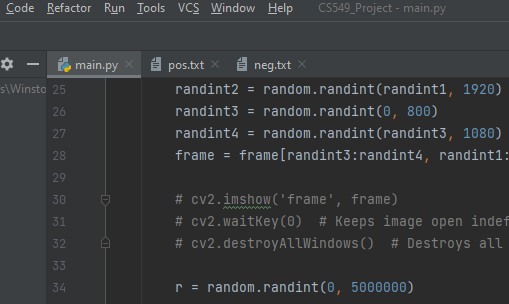 Code Refactor Run Tools VCS Window Help CS549_Project - main.py
main.py pos.txt neg.txt
s\Winsto
25 randint2 = random.randint(randint1, 1920)
26 randint3 = random.randint(0, 800)
27 randint4 = random.randint(randint3, 1080)
28 frame = frame[randint3:randint4, randint1:
29
30 # cv2.imshow('frame', frame)
31 # cv2.waitKey(0) # Keeps image open indef
32 # cv2.destroyAllWindows() # Destroys all
33
34 r = random.randint(0, 5000000)